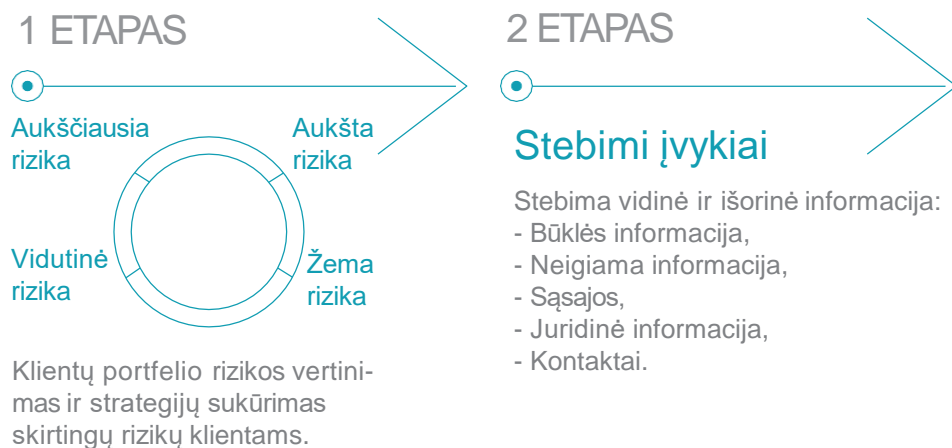 1 ETAPAS
Aukščiausia
rizika
Aukšta
rizika
Vidutinė
rizika
Žema
rizika
Klientų portfelio rizikos vertini-
mas ir strategijų sukūrimas
skirtingų rizikų klientams.
2 ETAPAS
Stebimi įvykiai
Stebima vidinė ir išorinė informacija:
- Būklės informacija,
- Neigiama informacija,
- Sąsajos,
- Juridinė informacija,
- Kontaktai.